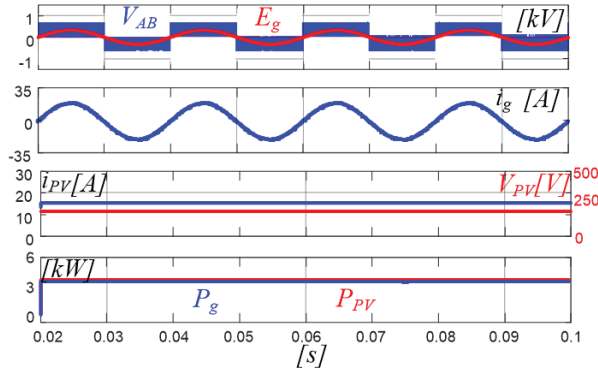 1 V_AB E_g [kV]
0
-1
35 i_g [A]
0
-35
30 i_PV[A] V_PV[V] 500
20 250
10
0 0
6 [kW]
3
0 P_g P_PV
0.02 0.03 0.04 0.05 0.06 0.07 0.08 0.09 0.1
[s]